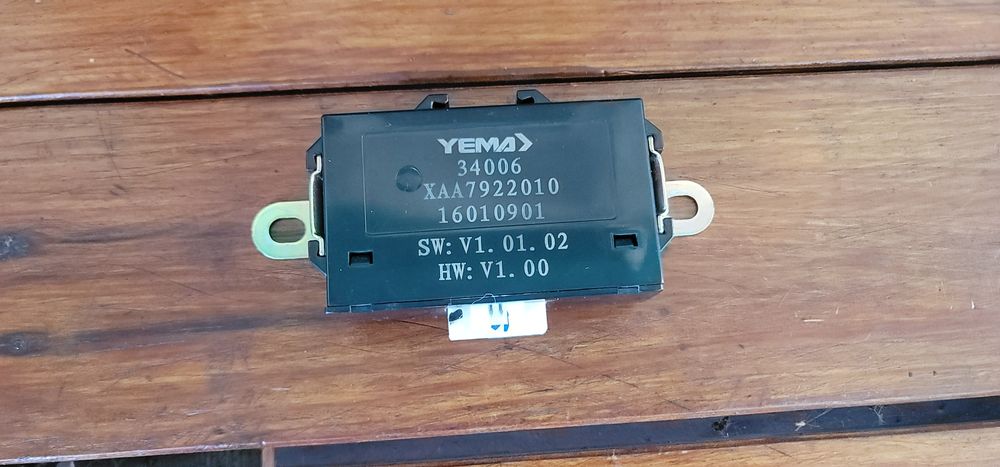 YEMA
34006
XAA7922010
16010901
SW: V1. 01. 02
HW: V1. 00